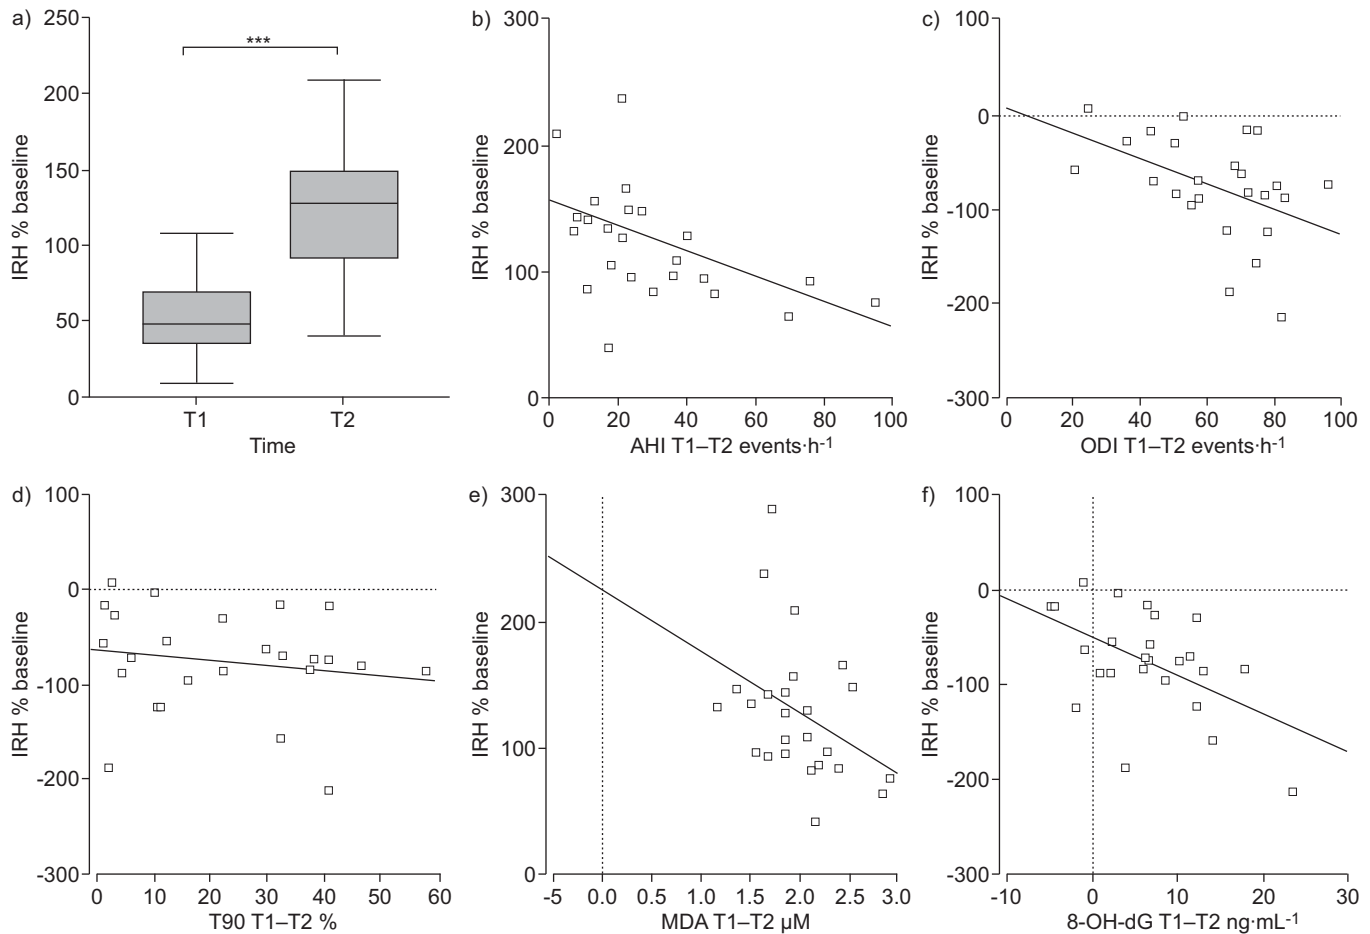 a)
250
200
150
100
50
0
IRH % baseline
***
T1
T2
Time
b)
300
200
100
0
IRH % baseline
0 20 40 60 80 100
AHI T1–T2 events·h-1
c)
100
0
-100
-200
-300
IRH % baseline
0 20 40 60 80 100
ODI T1–T2 events·h-1
d)
100
0
-100
-200
-300
IRH % baseline
0 10 20 30 40 50 60
T90 T1–T2 %
e)
300
200
100
0
IRH % baseline
-5 0.0 0.5 1.0 1.5 2.0 2.5 3.0
MDA T1–T2 µM
f)
100
0
-100
-200
-300
IRH % baseline
-10 0 10 20 30
8-OH-dG T1–T2 ng·mL-1